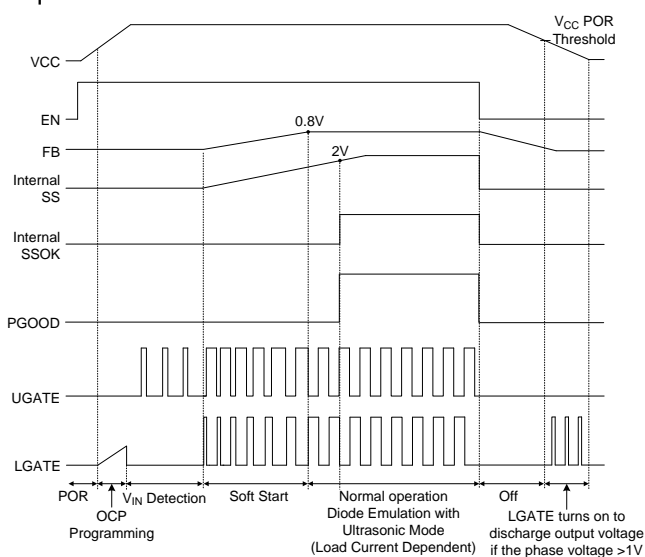 V_CC POR
Threshold
VCC
EN
0.8V
FB
2V
Internal
SS
Internal
SSOK
PGOOD
UGATE
LGATE
POR
OCP
Programming
V_IN Detection
Soft Start
Normal operation
Diode Emulation with
Ultrasonic Mode
(Load Current Dependent)
Off
LGATE turns on to
discharge output voltage
if the phase voltage >1V